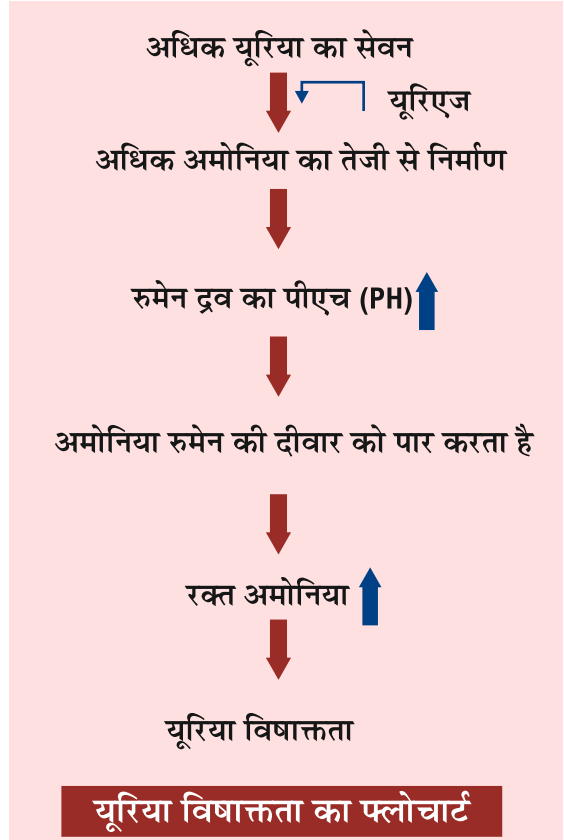 अधिक यूरिया का सेवन
यूरिएज
अधिक अमोनिया का तेजी से निर्माण
रुमेन द्रव का पीएच (PH)
अमोनिया रुमेन की दीवार को पार करता है
रक्त अमोनिया
यूरिया विषाक्तता
यूरिया विषाक्तता का फ्लोचार्ट